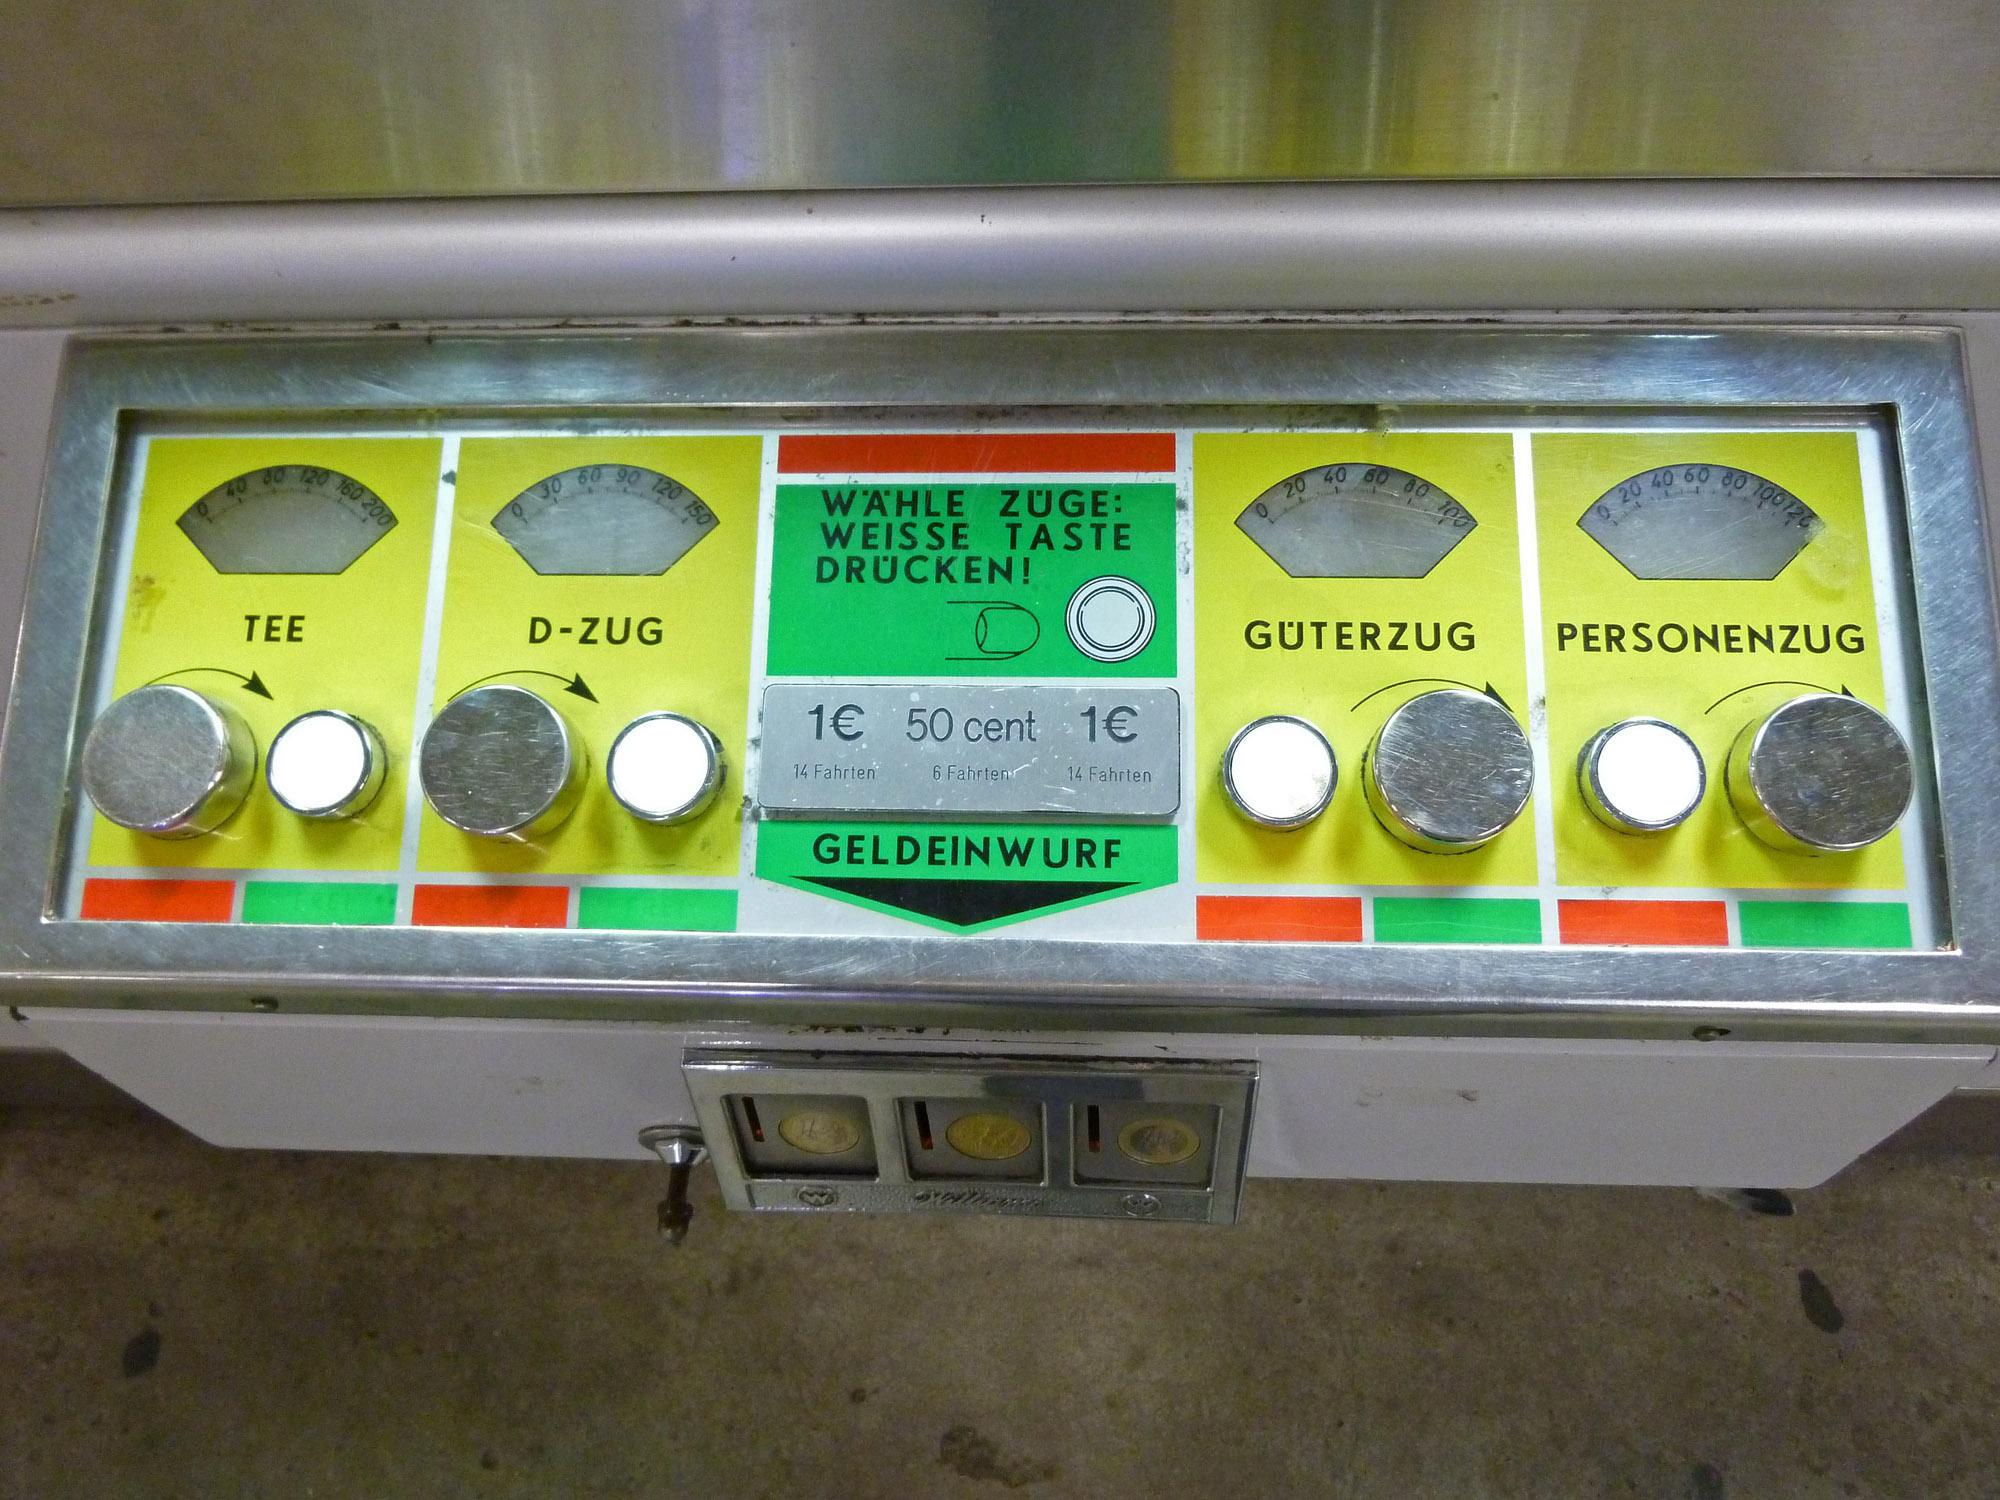 0 40 80 120 160 200
TEE
0 30 60 90 120 150
D-ZUG
WÄHLE ZÜGE:
WEISSE TASTE
DRÜCKEN!
1€ 50 cent 1€
14 Fahrten 6 Fahrten 14 Fahrten
GELDEINWURF
0 20 40 60 80 100
GÜTERZUG
0 20 40 60 80 100 120
PERSONENZUG